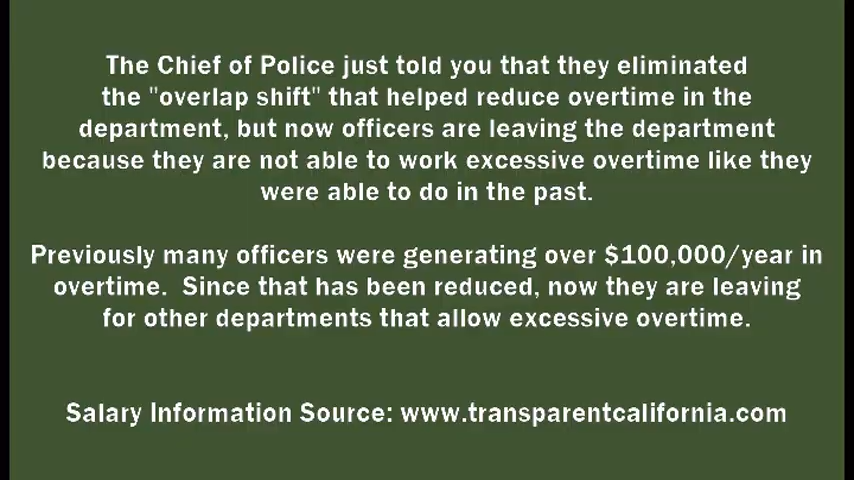 The Chief of Police just told you that they eliminated
the "overlap shift" that helped reduce overtime in the
department, but now officers are leaving the department
because they are not able to work excessive overtime like they
were able to do in the past.
Previously many officers were generating over $100,000/year in
overtime.  Since that has been reduced, now they are leaving
for other departments that allow excessive overtime.
Salary Information Source: www.transparentcalifornia.com